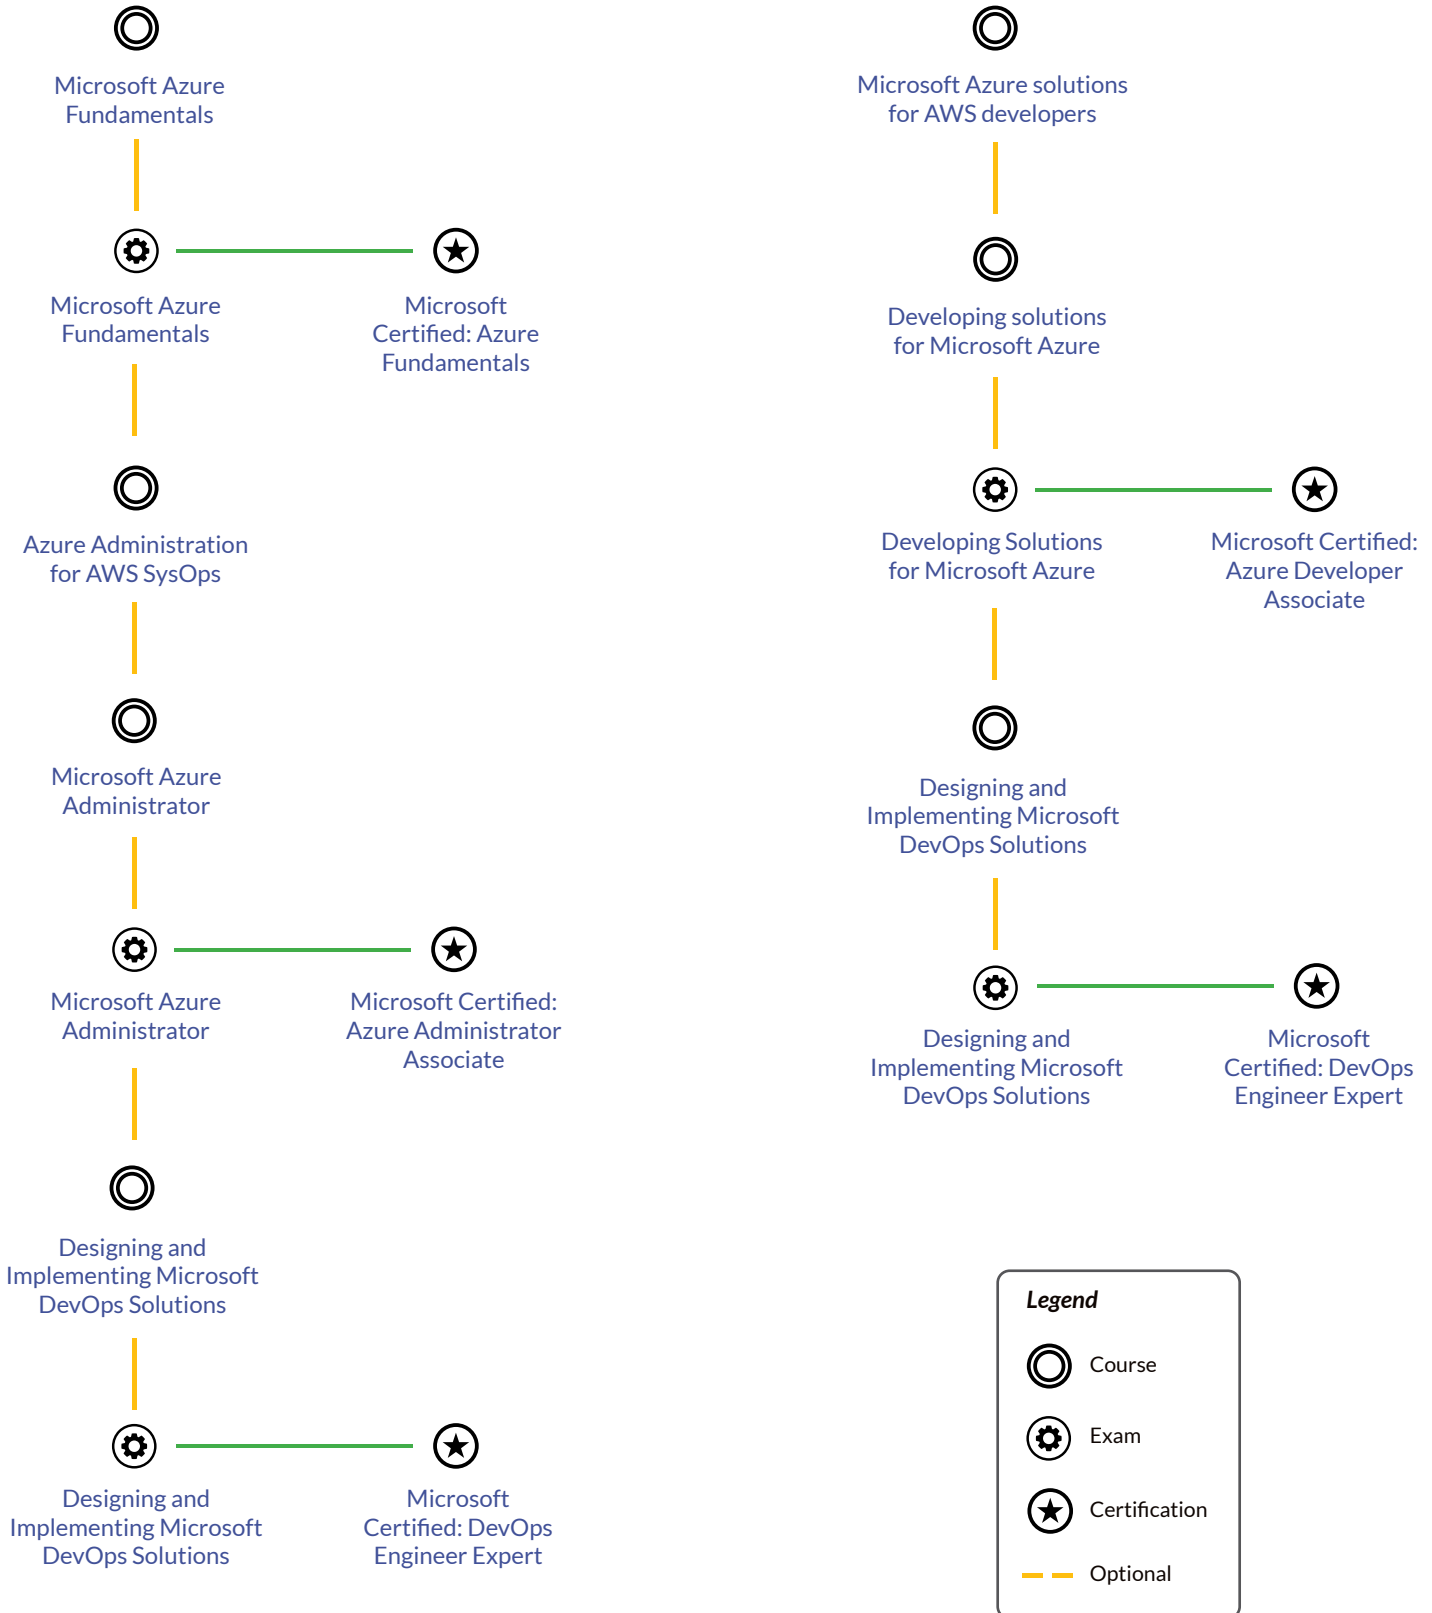 Microsoft Azure
Fundamentals
Microsoft Azure
Fundamentals
Microsoft
Certified: Azure
Fundamentals
Azure Administration
for AWS SysOps
Microsoft Azure
Administrator
Microsoft Azure
Administrator
Microsoft Certified:
Azure Administrator
Associate
Designing and
Implementing Microsoft
DevOps Solutions
Designing and
Implementing Microsoft
DevOps Solutions
Microsoft
Certified: DevOps
Engineer Expert
Microsoft Azure solutions
for AWS developers
Developing solutions
for Microsoft Azure
Developing Solutions
for Microsoft Azure
Microsoft Certified:
Azure Developer
Associate
Designing and
Implementing Microsoft
DevOps Solutions
Designing and
Implementing Microsoft
DevOps Solutions
Microsoft
Certified: DevOps
Engineer Expert
Legend
Course
Exam
Certification
Optional